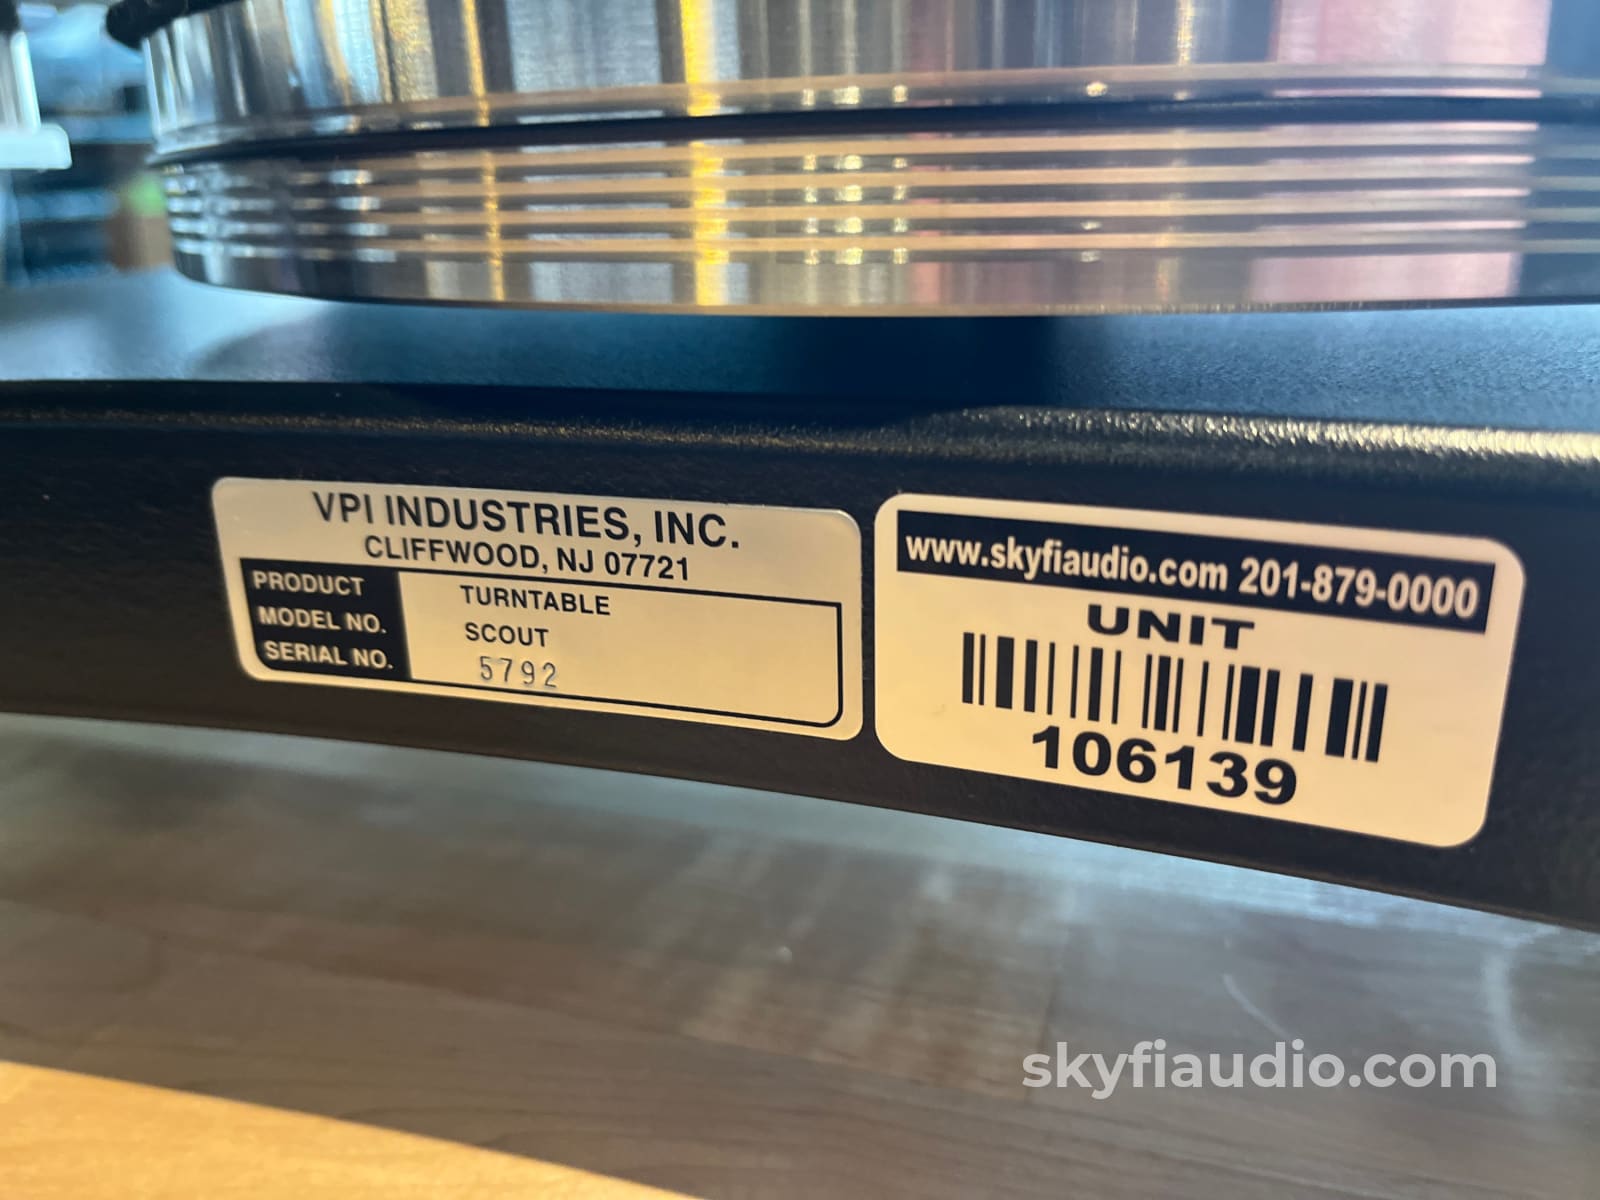 VPI INDUSTRIES, INC.
CLIFFWOOD, NJ 07721
PRODUCT TURNTABLE
MODEL NO. SCOUT
SERIAL NO. 5792
www.skyfiaudio.com 201-879-0000
UNIT
106139
skyfiaudio.com